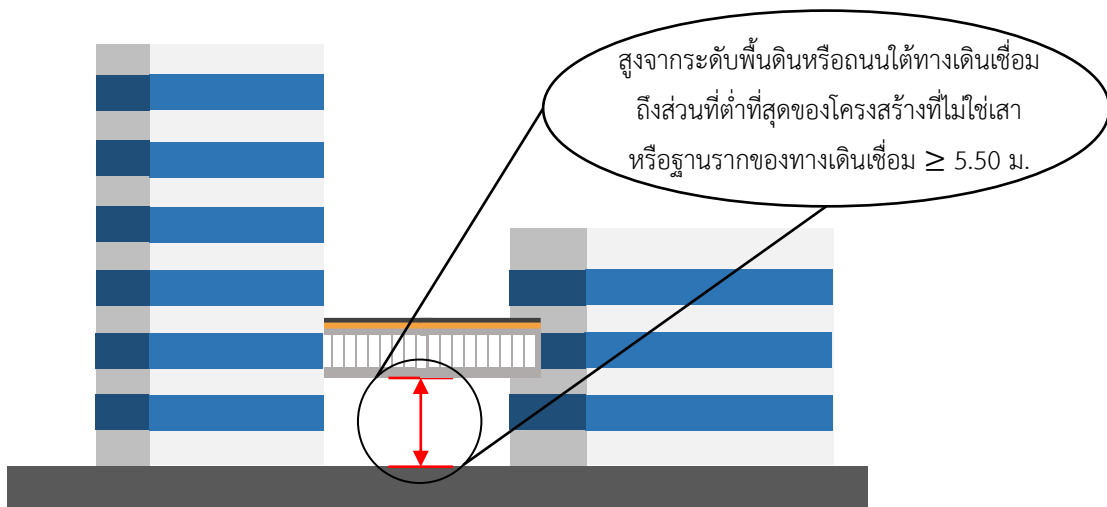 สูงจากระดับพื้นดินหรือถนนใต้ทางเดินเชื่อม
ถึงส่วนที่ต่ำที่สุดของโครงสร้างที่ไม่ใช่เสา
หรือฐานรากของทางเดินเชื่อม ≥ 5.50 ม.